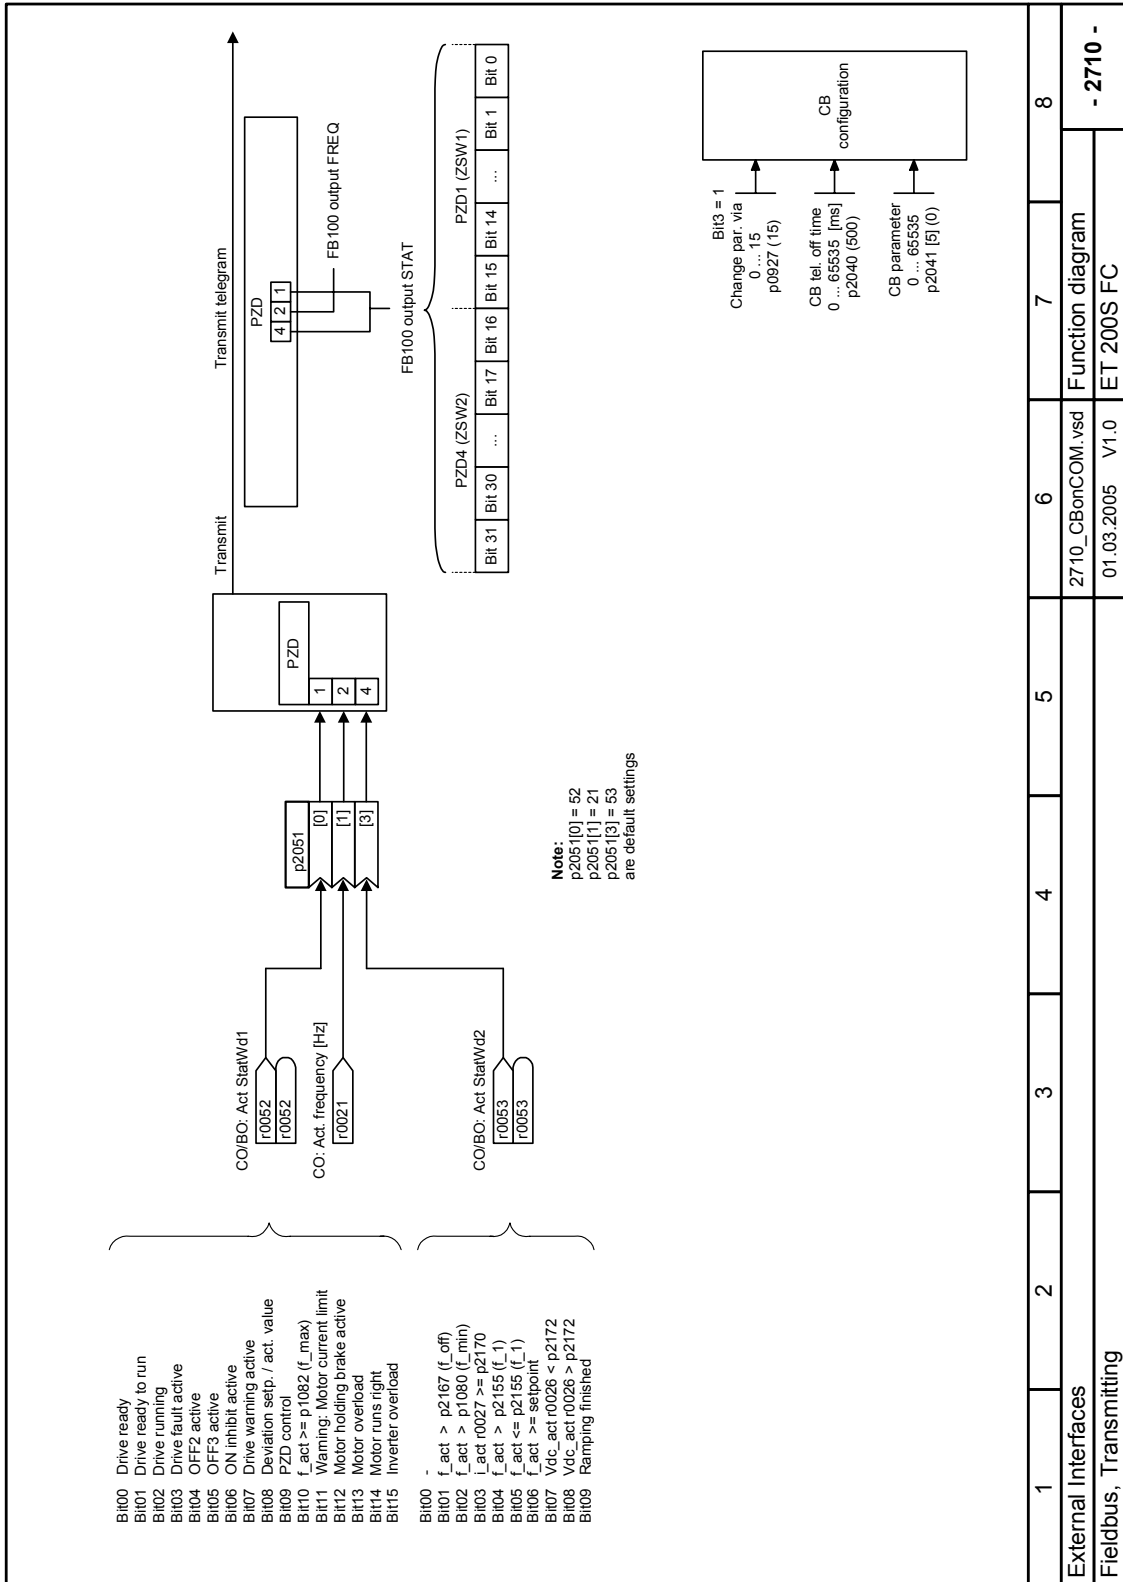 Bit00 Drive ready
Bit01 Drive ready to run
Bit02 Drive running
Bit03 Drive fault active
Bit04 OFF2 active
Bit05 OFF3 active
Bit06 ON inhibit active
Bit07 Drive warning active
Bit08 Deviation setp. / act. value
Bit09 PZD control
Bit10 f_act >= p1082 (f_max)
Bit11 Warning: Motor current limit
Bit12 Motor holding brake active
Bit13 Motor overload
Bit14 Motor runs right
Bit15 Inverter overload
Bit00 -
Bit01 f_act > p2167 (f_off)
Bit02 f_act > p1080 (f_min)
Bit03 i_act r0027 >= p2170
Bit04 f_act > p2155 (f_1)
Bit05 f_act <= p2155 (f_1)
Bit06 f_act >= setpoint
Bit07 Vdc_act r0026 < p2172
Bit08 Vdc_act r0026 > p2172
Bit09 Ramping finished
CO/BO: Act StatWd1
r0052
r0052
CO: Act. frequency [Hz]
r0021
CO/BO: Act StatWd2
r0053
r0053
p2051
[0]
[1]
[3]
Note:
p2051[0] = 52
p2051[1] = 21
p2051[3] = 53
are default settings
PZD
1
2
4
Transmit
Transmit telegram
PZD
4 2 1
FB100 output FREQ
FB100 output STAT
PZD4 (ZSW2) PZD1 (ZSW1)
Bit 31 Bit 30 ... Bit 17 Bit 16 Bit 15 Bit 14 ... Bit 1 Bit 0
Bit3 = 1
Change par. via
0 ... 15
p0927 (15)
CB tel. off time
0 ... 65535 [ms]
p2040 (500)
CB parameter
0 ... 65535
p2041 [5] (0)
CB
configuration
1 2 3 4 5 6 7 8
External Interfaces 2710_CBonCOM.vsd Function diagram - 2710 -
Fieldbus, Transmitting 01.03.2005 V1.0 ET 200S FC